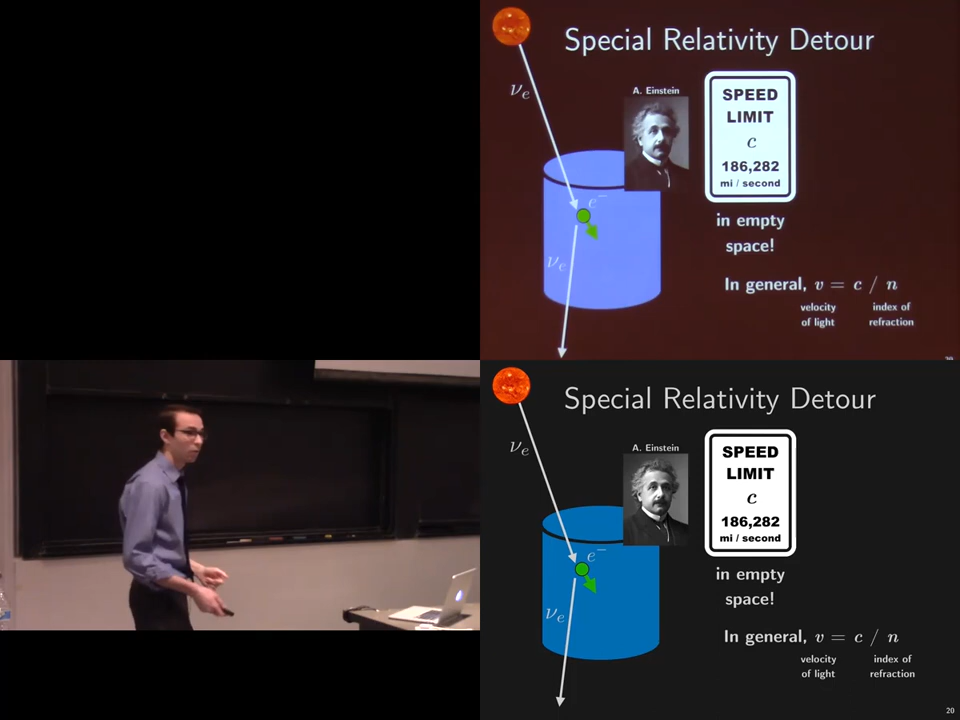 Special Relativity Detour
νₑ
A. Einstein
SPEED
LIMIT
c
186,282
mi / second
e⁻
in empty
space!
νₑ
In general, v = c / n
velocity index of
of light refraction
20
Special Relativity Detour
νₑ
A. Einstein
SPEED
LIMIT
c
186,282
mi / second
e⁻
in empty
space!
νₑ
In general, v = c / n
velocity index of
of light refraction
20